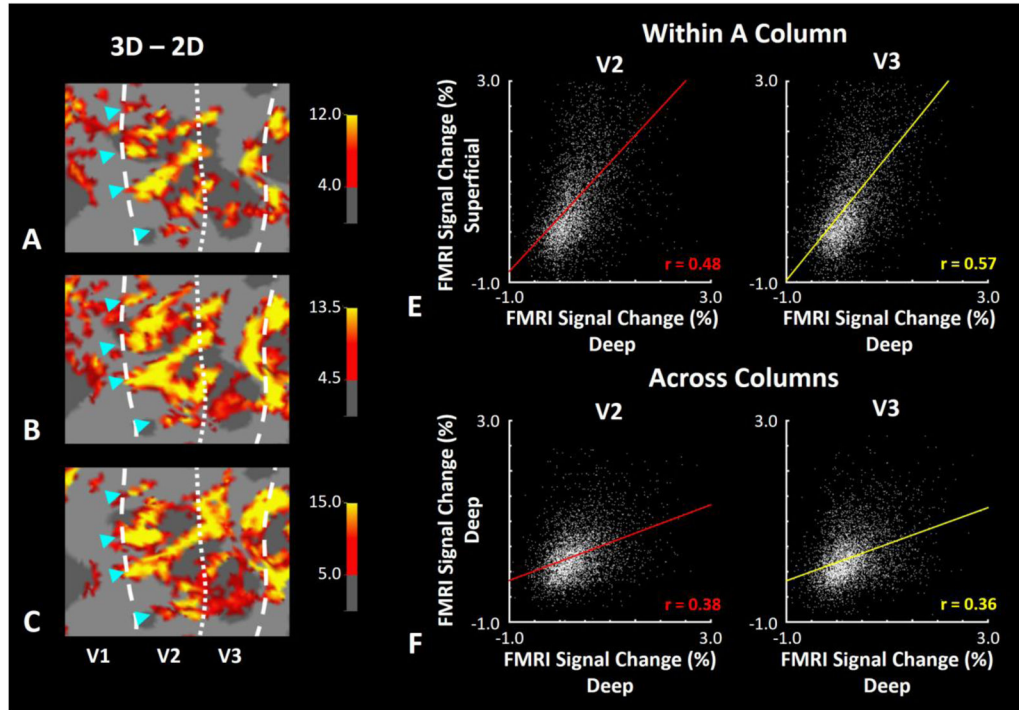 3D – 2D
12.0
4.0
A
13.5
4.5
B
15.0
5.0
C
V1 V2 V3
Within A Column
V2 V3
FMRI Signal Change (%)
Superficial
3.0
-1.0
-1.0 3.0
r = 0.48
3.0
-1.0
-1.0 3.0
r = 0.57
E
FMRI Signal Change (%)
Deep
FMRI Signal Change (%)
Deep
Across Columns
V2 V3
FMRI Signal Change (%)
Deep
3.0
-1.0
-1.0 3.0
r = 0.38
3.0
-1.0
-1.0 3.0
r = 0.36
F
FMRI Signal Change (%)
Deep
FMRI Signal Change (%)
Deep